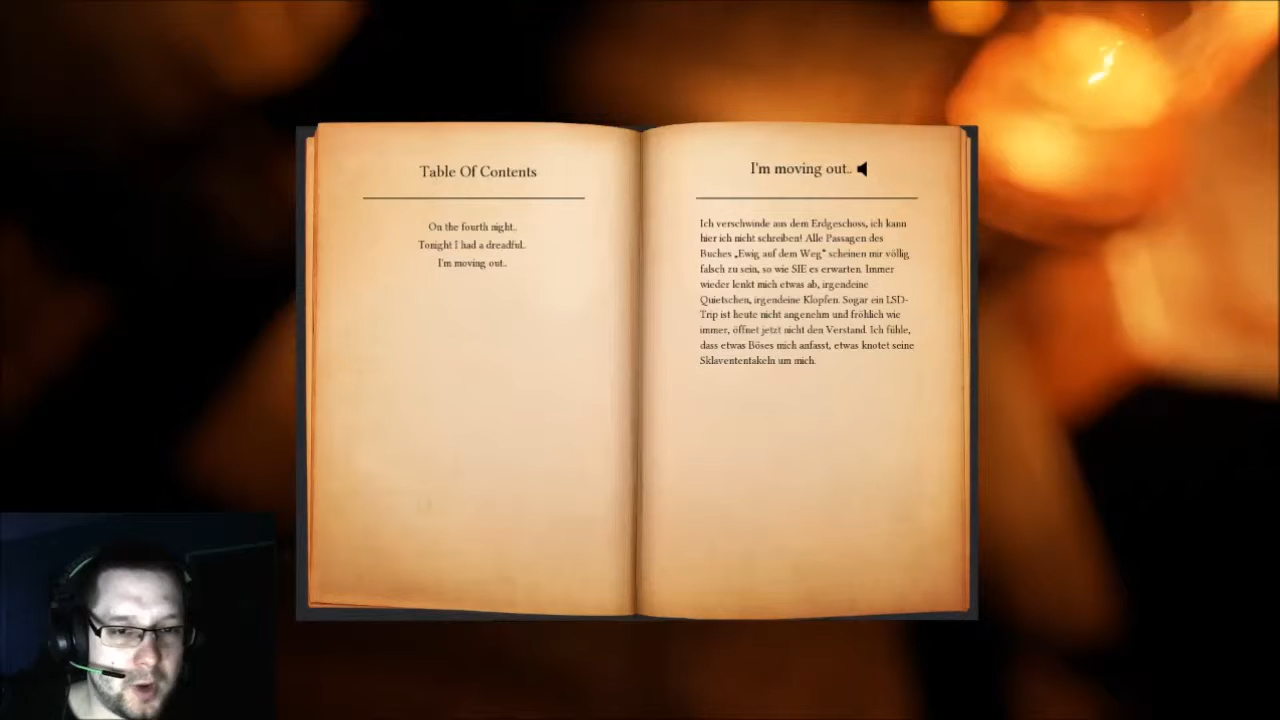 Table Of Contents
On the fourth night..
Tonight I had a dreadful..
I'm moving out..
I'm moving out..
Ich verschwinde aus dem Erdgeschoss, ich kann
hier ich nicht schreiben! Alle Passagen des
Buches „Ewig auf dem Weg“ scheinen mir völlig
falsch zu sein, so wie SIE es erwarten. Immer
wieder lenkt mich etwas ab, irgendeine
Quietschen, irgendeine Klopfen. Sogar ein LSD-
Trip ist heute nicht angenehm und fröhlich wie
immer, öffnet jetzt nicht den Verstand. Ich fühle,
dass etwas Böses mich anfasst, etwas knotet seine
Sklavententakeln um mich.